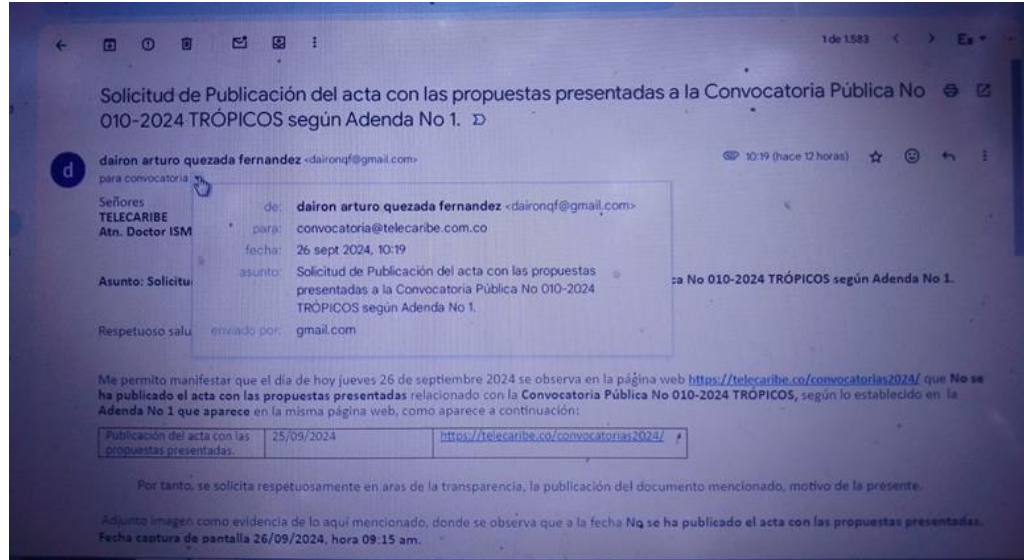 1 de 1.583
Es
Solicitud de Publicación del acta con las propuestas presentadas a la Convocatoria Pública No
010-2024 TRÓPICOS según Adenda No 1.
d
dairon arturo quezada fernandez <daironqf@gmail.com>
10:19 (hace 12 horas)
para convocatoria
Señores
TELECARIBE
Atn. Doctor ISM
de: dairon arturo quezada fernandez <daironqf@gmail.com>
para: convocatoria@telecaribe.com.co
fecha: 26 sept 2024, 10:19
asunto: Solicitud de Publicación del acta con las propuestas
presentadas a la Convocatoria Pública No 010-2024
TRÓPICOS según Adenda No 1.
enviado por: gmail.com
Asunto: Solicitu
ca No 010-2024 TRÓPICOS según Adenda No 1.
Respetuoso salu
Me permito manifestar que el día de hoy jueves 26 de septiembre 2024 se observa en la página web https://telecaribe.co/convocatorias2024/ que No se
ha publicado el acta con las propuestas presentadas relacionado con la Convocatoria Pública No 010-2024 TRÓPICOS, según lo establecido en la
Adenda No 1 que aparece en la misma página web, como aparece a continuación:
Publicación del acta con las 25/09/2024 https://telecaribe.co/convocatorias2024/
propuestas presentadas.
Por tanto, se solicita respetuosamente en aras de la transparencia, la publicación del documento mencionado, motivo de la presente.
Adjunto imagen como evidencia de lo aquí mencionado, donde se observa que a la fecha No se ha publicado el acta con las propuestas presentadas.
Fecha captura de pantalla 26/09/2024, hora 09:15 am.